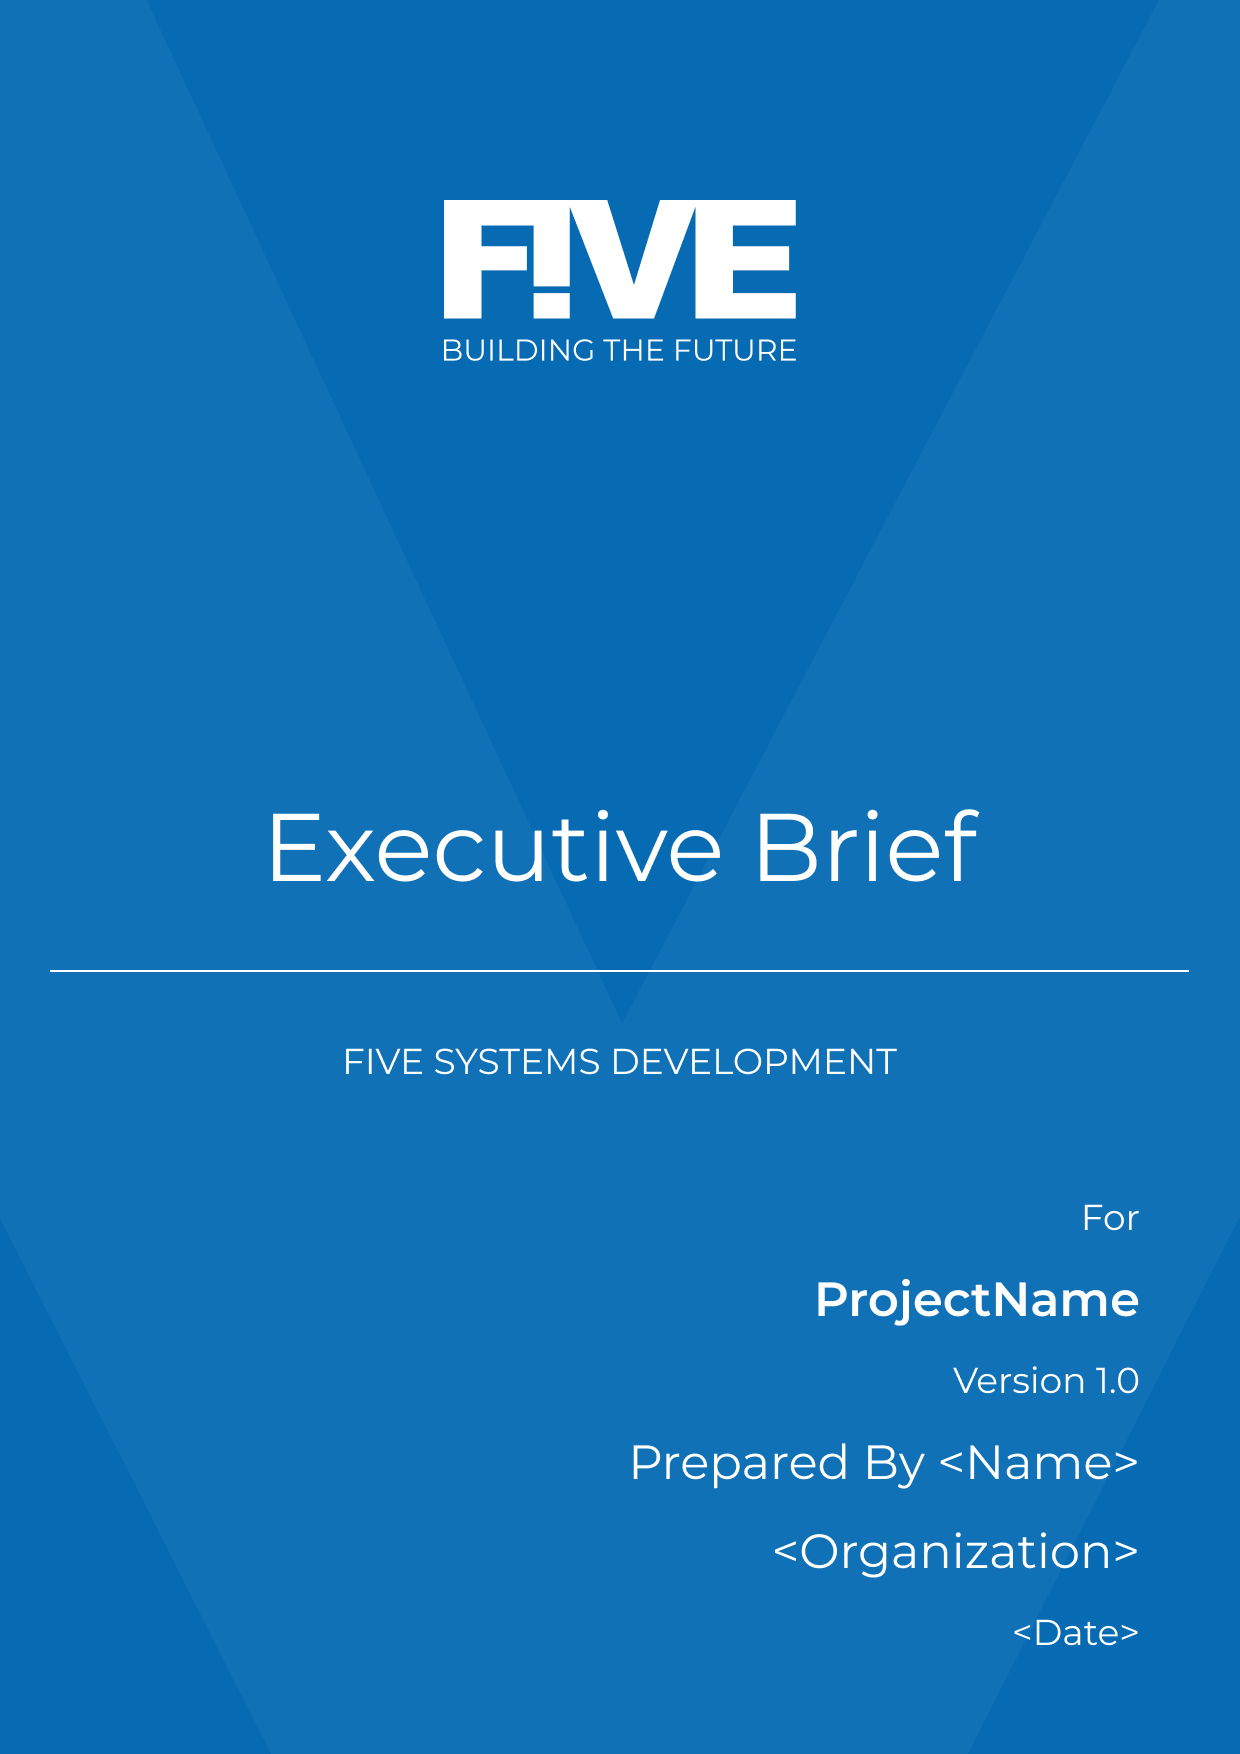 F!VE
BUILDING THE FUTURE
Executive Brief
FIVE SYSTEMS DEVELOPMENT
For
ProjectName
Version 1.0
Prepared By <Name>
<Organization>
<Date>